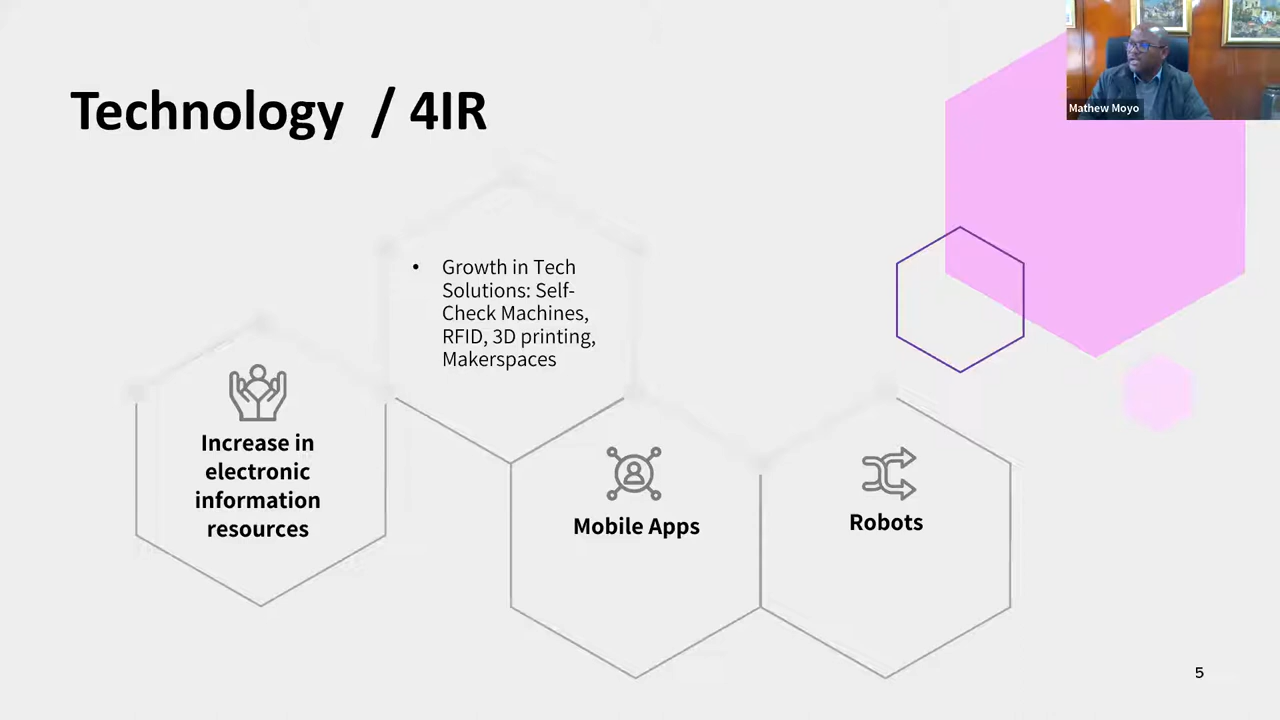 Technology / 4IR
Mathew Moyo
• Growth in Tech
Solutions: Self-
Check Machines,
RFID, 3D printing,
Makerspaces
Increase in
electronic
information
resources
Mobile Apps
Robots
5